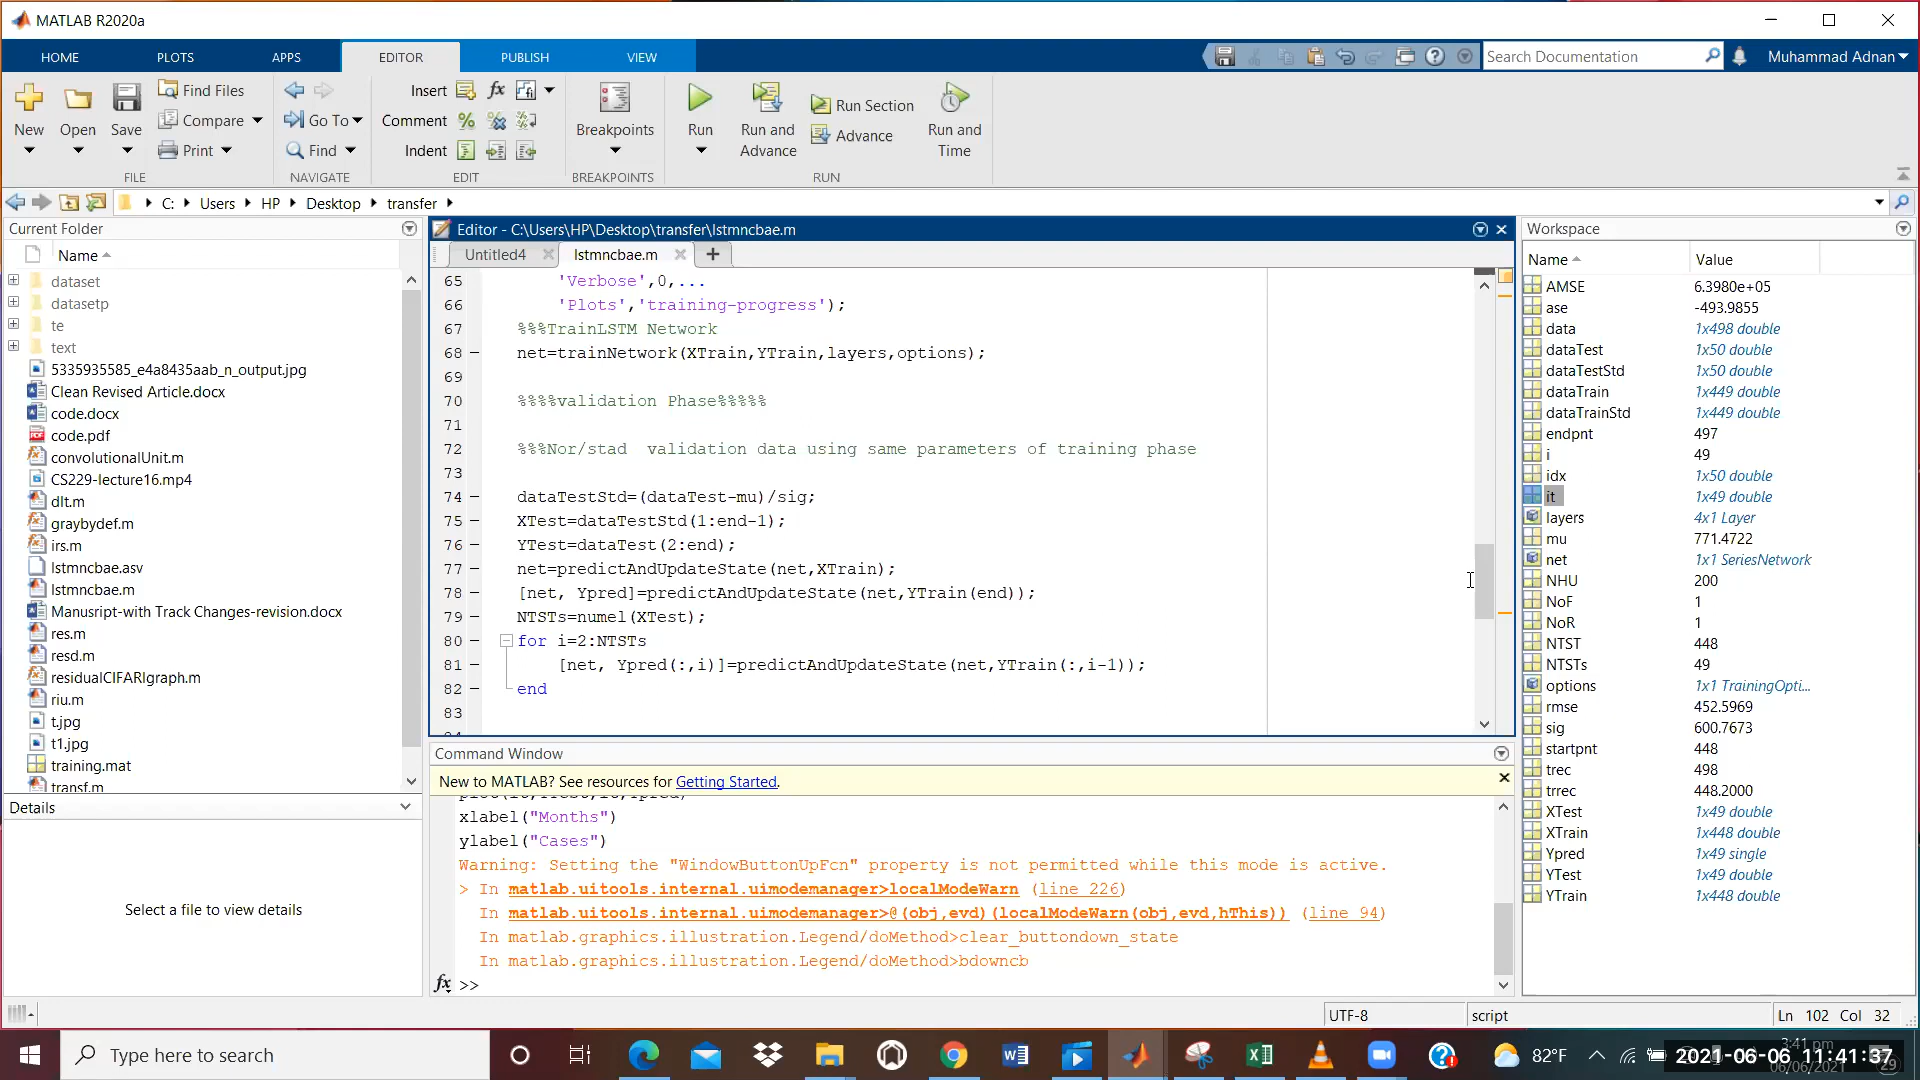 MATLAB R2020a
HOME PLOTS APPS EDITOR PUBLISH VIEW Search Documentation Muhammad Adnan
New Open Save Find Files Compare Print FILE
Go To Find NAVIGATE
Insert fx Comment Indent EDIT
Breakpoints BREAKPOINTS
Run Run and Advance Run Section Advance Run and Time RUN
C: Users HP Desktop transfer
Current Folder
Name
dataset
datasetp
te
text
5335935585_e4a8435aab_n_output.jpg
Clean Revised Article.docx
code.docx
code.pdf
convolutionalUnit.m
CS229-lecture16.mp4
dlt.m
graybydef.m
irs.m
lstmncbae.asv
lstmncbae.m
Manusript-with Track Changes-revision.docx
res.m
resd.m
residualCIFARlgraph.m
riu.m
t.jpg
t1.jpg
training.mat
transf.m
Details
Select a file to view details
Editor - C:\Users\HP\Desktop\transfer\lstmncbae.m
Untitled4 lstmncbae.m +
65 'Verbose',0,...
66 'Plots','training-progress');
67 %%%TrainLSTM Network
68 – net=trainNetwork(XTrain,YTrain,layers,options);
69
70 %%%%validation Phase%%%%%
71
72 %%%Nor/stad  validation data using same parameters of training phase
73
74 – dataTestStd=(dataTest-mu)/sig;
75 – XTest=dataTestStd(1:end-1);
76 – YTest=dataTest(2:end);
77 – net=predictAndUpdateState(net,XTrain);
78 – [net, Ypred]=predictAndUpdateState(net,YTrain(end));
79 – NTSTs=numel(XTest);
80 – for i=2:NTSTs
81 – [net, Ypred(:,i)]=predictAndUpdateState(net,YTrain(:,i-1));
82 – end
83
Command Window
New to MATLAB? See resources for Getting Started.
xlabel("Months")
ylabel("Cases")
Warning: Setting the "WindowButtonUpFcn" property is not permitted while this mode is active.
> In matlab.uitools.internal.uimodemanager>localModeWarn (line 226)
In matlab.uitools.internal.uimodemanager>@(obj,evd)(localModeWarn(obj,evd,hThis)) (line 94)
In matlab.graphics.illustration.Legend/doMethod>clear_buttondown_state
In matlab.graphics.illustration.Legend/doMethod>bdowncb
fx >>
Workspace
Name Value
AMSE 6.3980e+05
ase -493.9855
data 1x498 double
dataTest 1x50 double
dataTestStd 1x50 double
dataTrain 1x449 double
dataTrainStd 1x449 double
endpnt 497
i 49
idx 1x50 double
it 1x49 double
layers 4x1 Layer
mu 771.4722
net 1x1 SeriesNetwork
NHU 200
NoF 1
NoR 1
NTST 448
NTSTs 49
options 1x1 TrainingOpti...
rmse 452.5969
sig 600.7673
startpnt 448
trec 498
trrec 448.2000
XTest 1x49 double
XTrain 1x448 double
Ypred 1x49 single
YTest 1x49 double
YTrain 1x448 double
UTF-8 script Ln 102 Col 32
Type here to search
82°F
3:41 pm
2021-06-06 11:41:37
06/06/2021
29